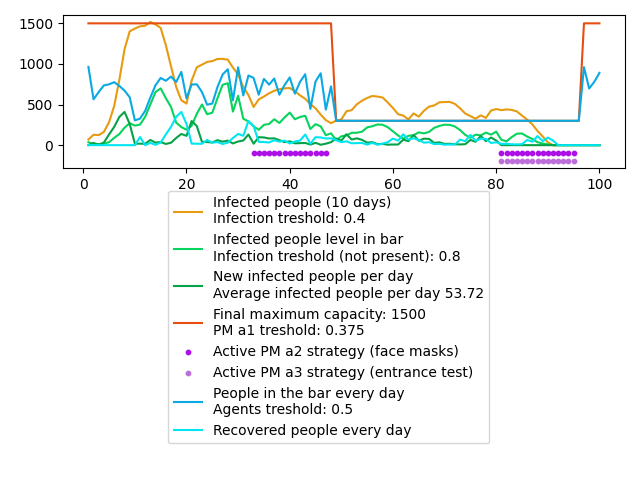 1500
1000
500
0
0
20
40
60
80
100
Infected people (10 days)
Infection treshold: 0.4
Infected people level in bar
Infection treshold (not present): 0.8
New infected people per day
Average infected people per day 53.72
Final maximum capacity: 1500
PM a1 treshold: 0.375
Active PM a2 strategy (face masks)
Active PM a3 strategy (entrance test)
People in the bar every day
Agents treshold: 0.5
Recovered people every day